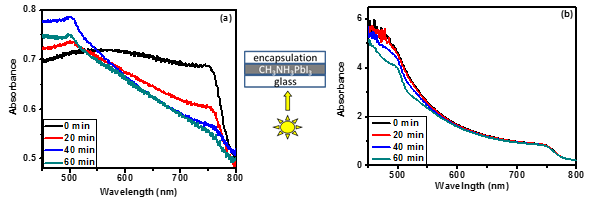 0.8
0.7
0.6
0.5
Absorbance
(a)
0 min
20 min
40 min
60 min
500
600
700
800
Wavelength (nm)
encapsulation
CH₃NH₃PbI₃
glass
6
4
2
0
Absorbance
(b)
0 min
20 min
40 min
60 min
400
500
600
700
800
Wavelength (nm)